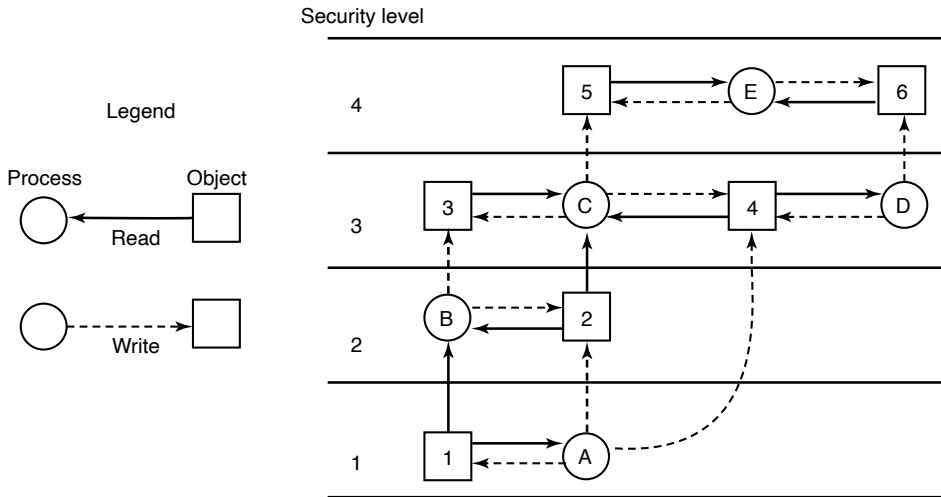 Security level
Legend
Process Object
Read
Write
4
5 E 6
3
3 C 4 D
2
B 2
1
1 A